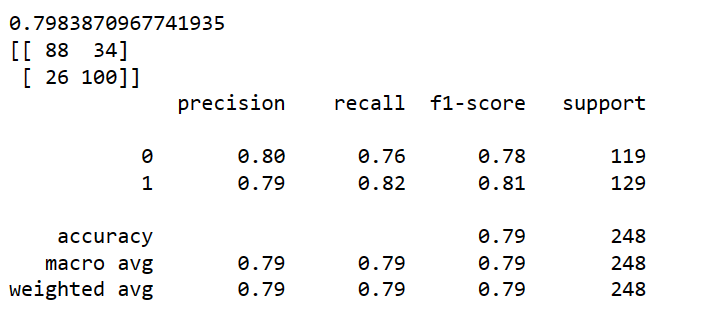 0.7983870967741935
[[ 88  34]
 [ 26 100]]
              precision    recall  f1-score   support

           0       0.80      0.76      0.78       119
           1       0.79      0.82      0.81       129

    accuracy                           0.79       248
   macro avg       0.79      0.79      0.79       248
weighted avg       0.79      0.79      0.79       248